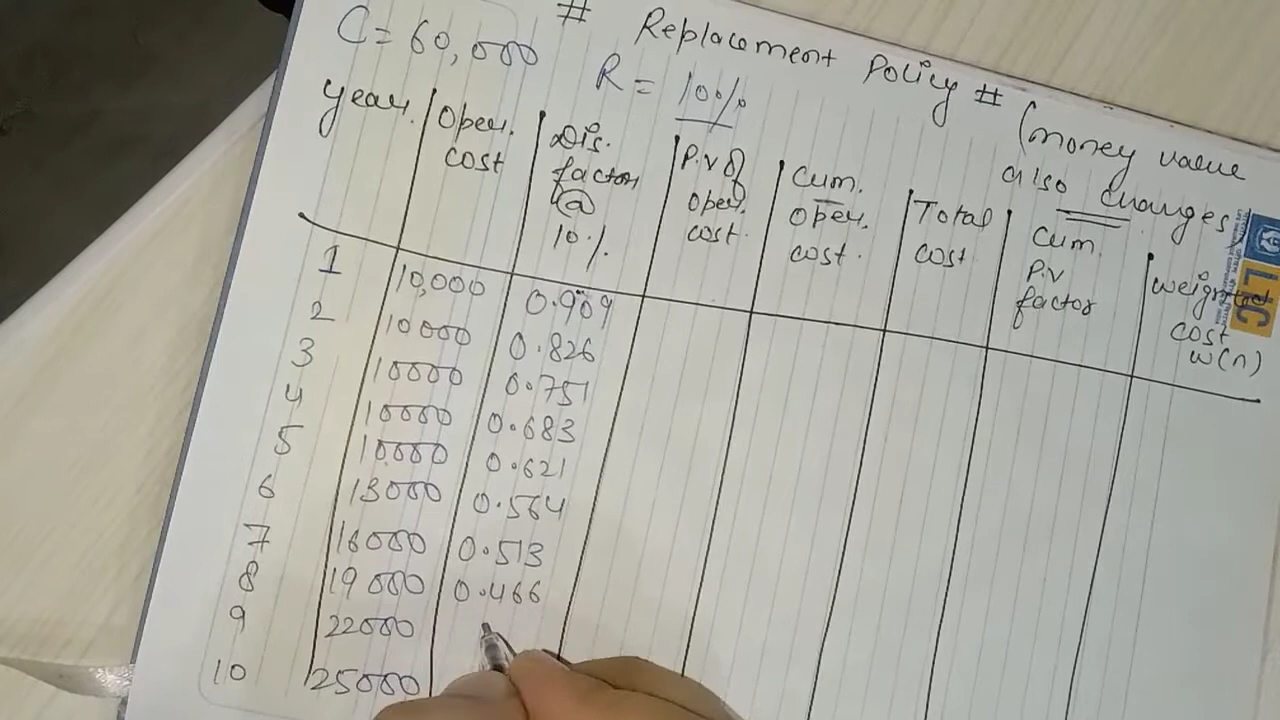 # Replacement Policy # (money value
also changes
C = 60,000
R = 10%
year. Oper. cost Dis. factor @ 10% P.v of oper. cost Cum. oper. cost. Total cost Cum P.V factor weighted cost w(n)
1 10,000 0.909
2 10000 0.826
3 10000 0.751
4 10000 0.683
5 10.000 0.621
6 13000 0.564
7 16000 0.513
8 19000 0.466
9 22000
10 25000
LTC